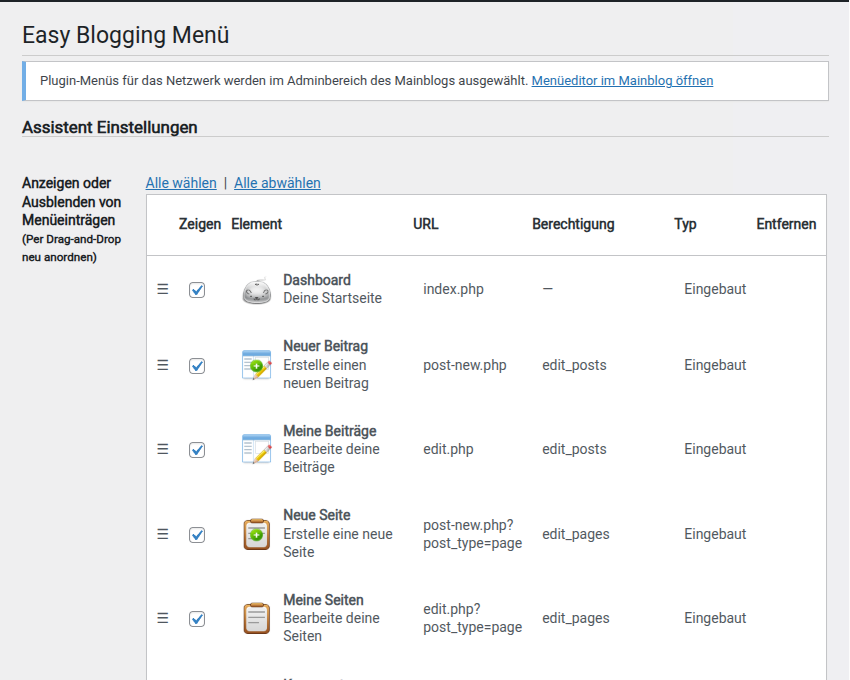 Easy Blogging Menü
Plugin-Menüs für das Netzwerk werden im Adminbereich des Mainblogs ausgewählt. Menüeditor im Mainblog öffnen
Assistent Einstellungen
Anzeigen oder
Ausblenden von
Menüeinträgen
(Per Drag-and-Drop
neu anordnen)
Alle wählen | Alle abwählen
Zeigen Element URL Berechtigung Typ Entfernen
Dashboard
Deine Startseite
index.php
—
Eingebaut
Neuer Beitrag
Erstelle einen
neuen Beitrag
post-new.php
edit_posts
Eingebaut
Meine Beiträge
Bearbeite deine
Beiträge
edit.php
edit_posts
Eingebaut
Neue Seite
Erstelle eine neue
Seite
post-new.php?
post_type=page
edit_pages
Eingebaut
Meine Seiten
Bearbeite deine
Seiten
edit.php?
post_type=page
edit_pages
Eingebaut